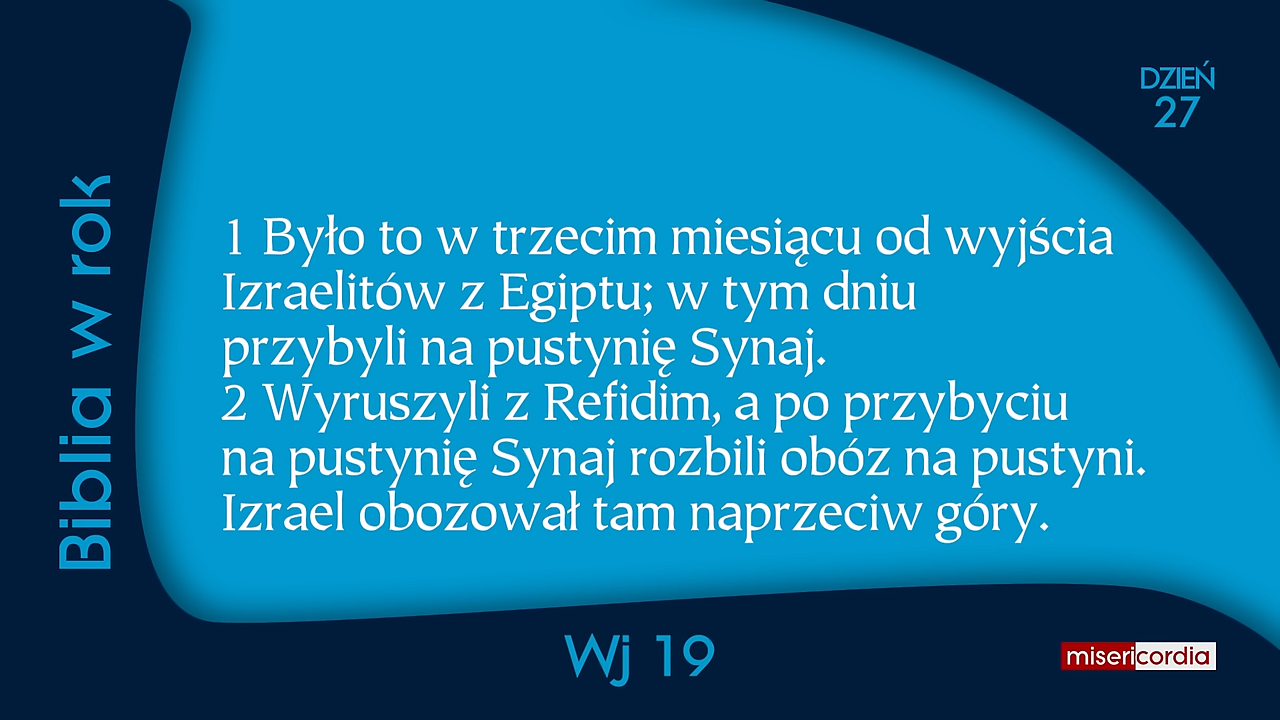 DZIEŃ
27
Biblia w rok
1 Było to w trzecim miesiącu od wyjścia
Izraelitów z Egiptu; w tym dniu
przybyli na pustynię Synaj.
2 Wyruszyli z Refidim, a po przybyciu
na pustynię Synaj rozbili obóz na pustyni.
Izrael obozował tam naprzeciw góry.
Wj 19
misericordia